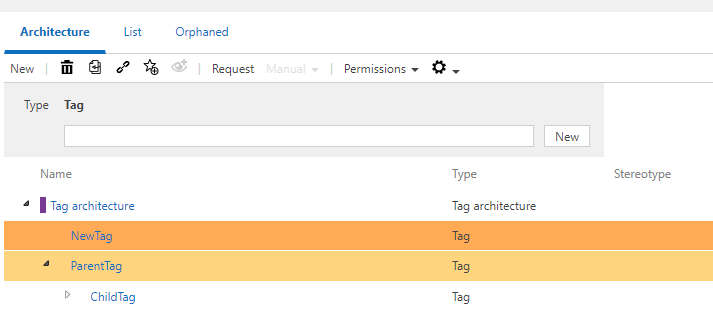 Architecture List Orphaned
New Request Manual Permissions
Type Tag
New
Name Type Stereotype
Tag architecture Tag architecture
NewTag Tag
ParentTag Tag
ChildTag Tag